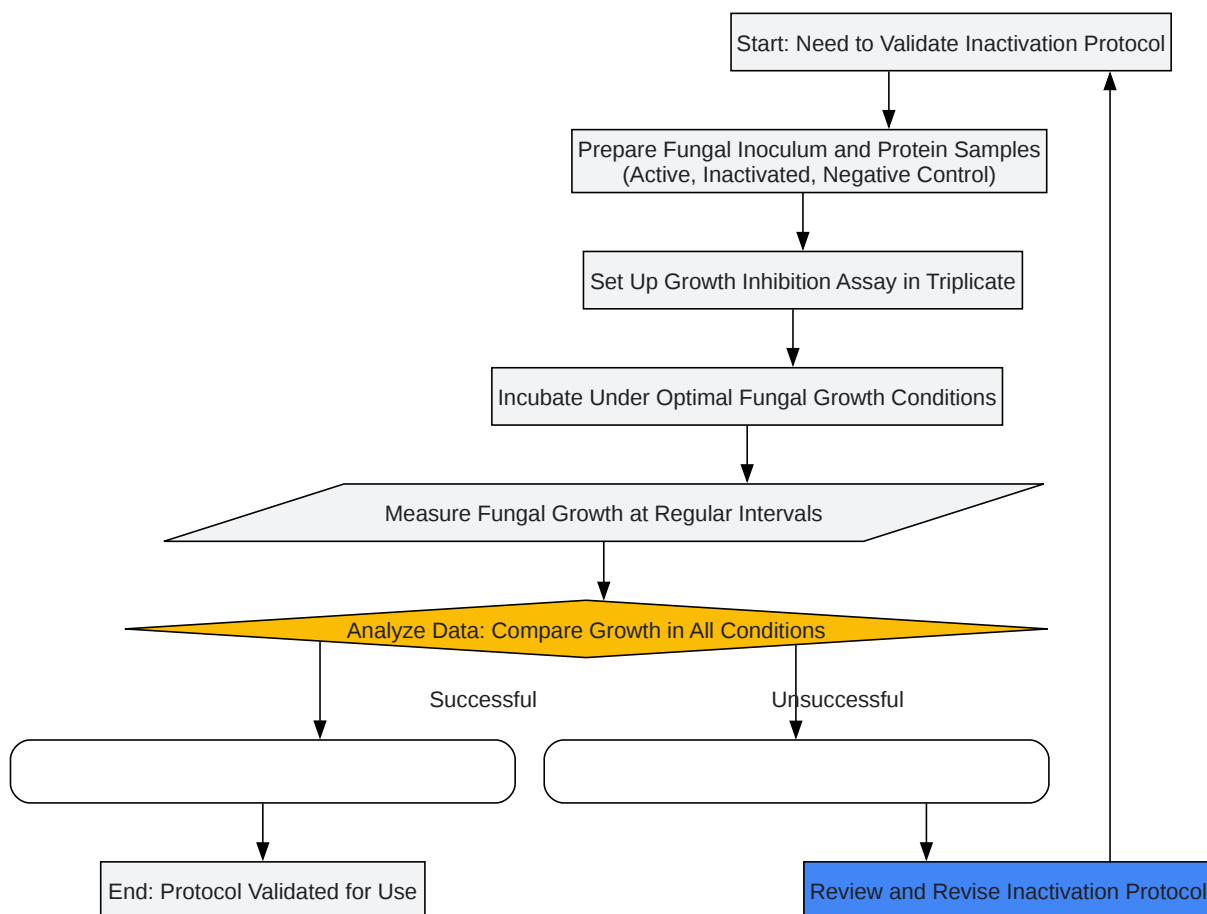 Start: Need to Validate Inactivation Protocol
Prepare Fungal Inoculum and Protein Samples
(Active, Inactivated, Negative Control)
Set Up Growth Inhibition Assay in Triplicate
Incubate Under Optimal Fungal Growth Conditions
Measure Fungal Growth at Regular Intervals
Analyze Data: Compare Growth in All Conditions
Successful
Unsuccessful
End: Protocol Validated for Use
Review and Revise Inactivation Protocol